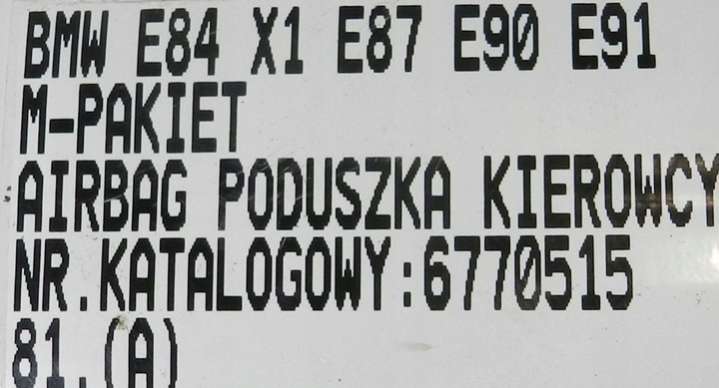 BMW E84 X1 E87 E90 E91
M-PAKIET
AIRBAG PODUSZKA KIEROWCY
NR.KATALOGOWY:6770515
81.(A)